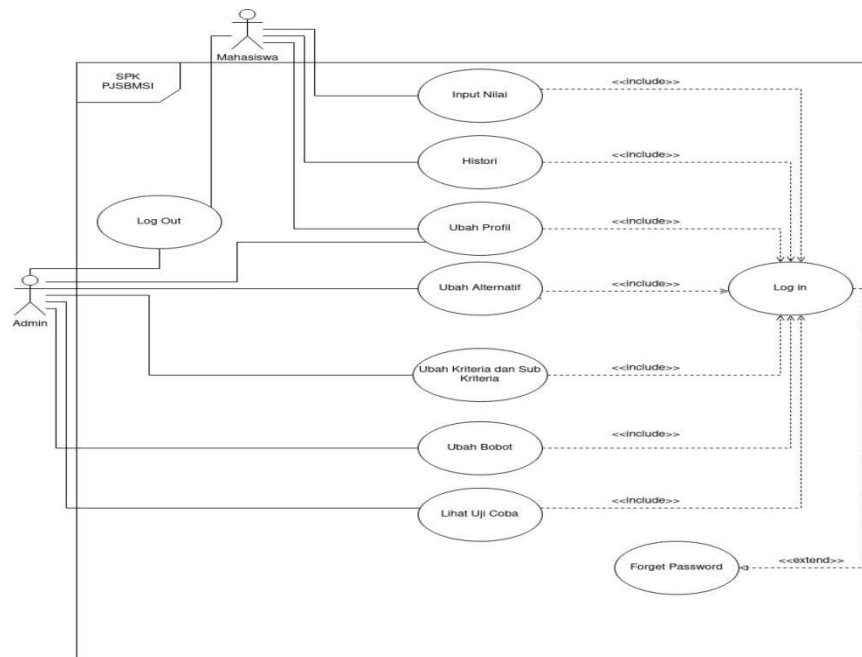 Mahasiswa
SPK
PJSBMSI
Input Nilai
<<include>>
Histori
<<include>>
Log Out
Ubah Profil
<<include>>
Admin
Ubah Alternatif
<<include>>
Log in
Ubah Kriteria dan Sub
Kriteria
<<include>>
Ubah Bobot
<<include>>
Lihat Uji Coba
<<include>>
Forget Password
<<extend>>